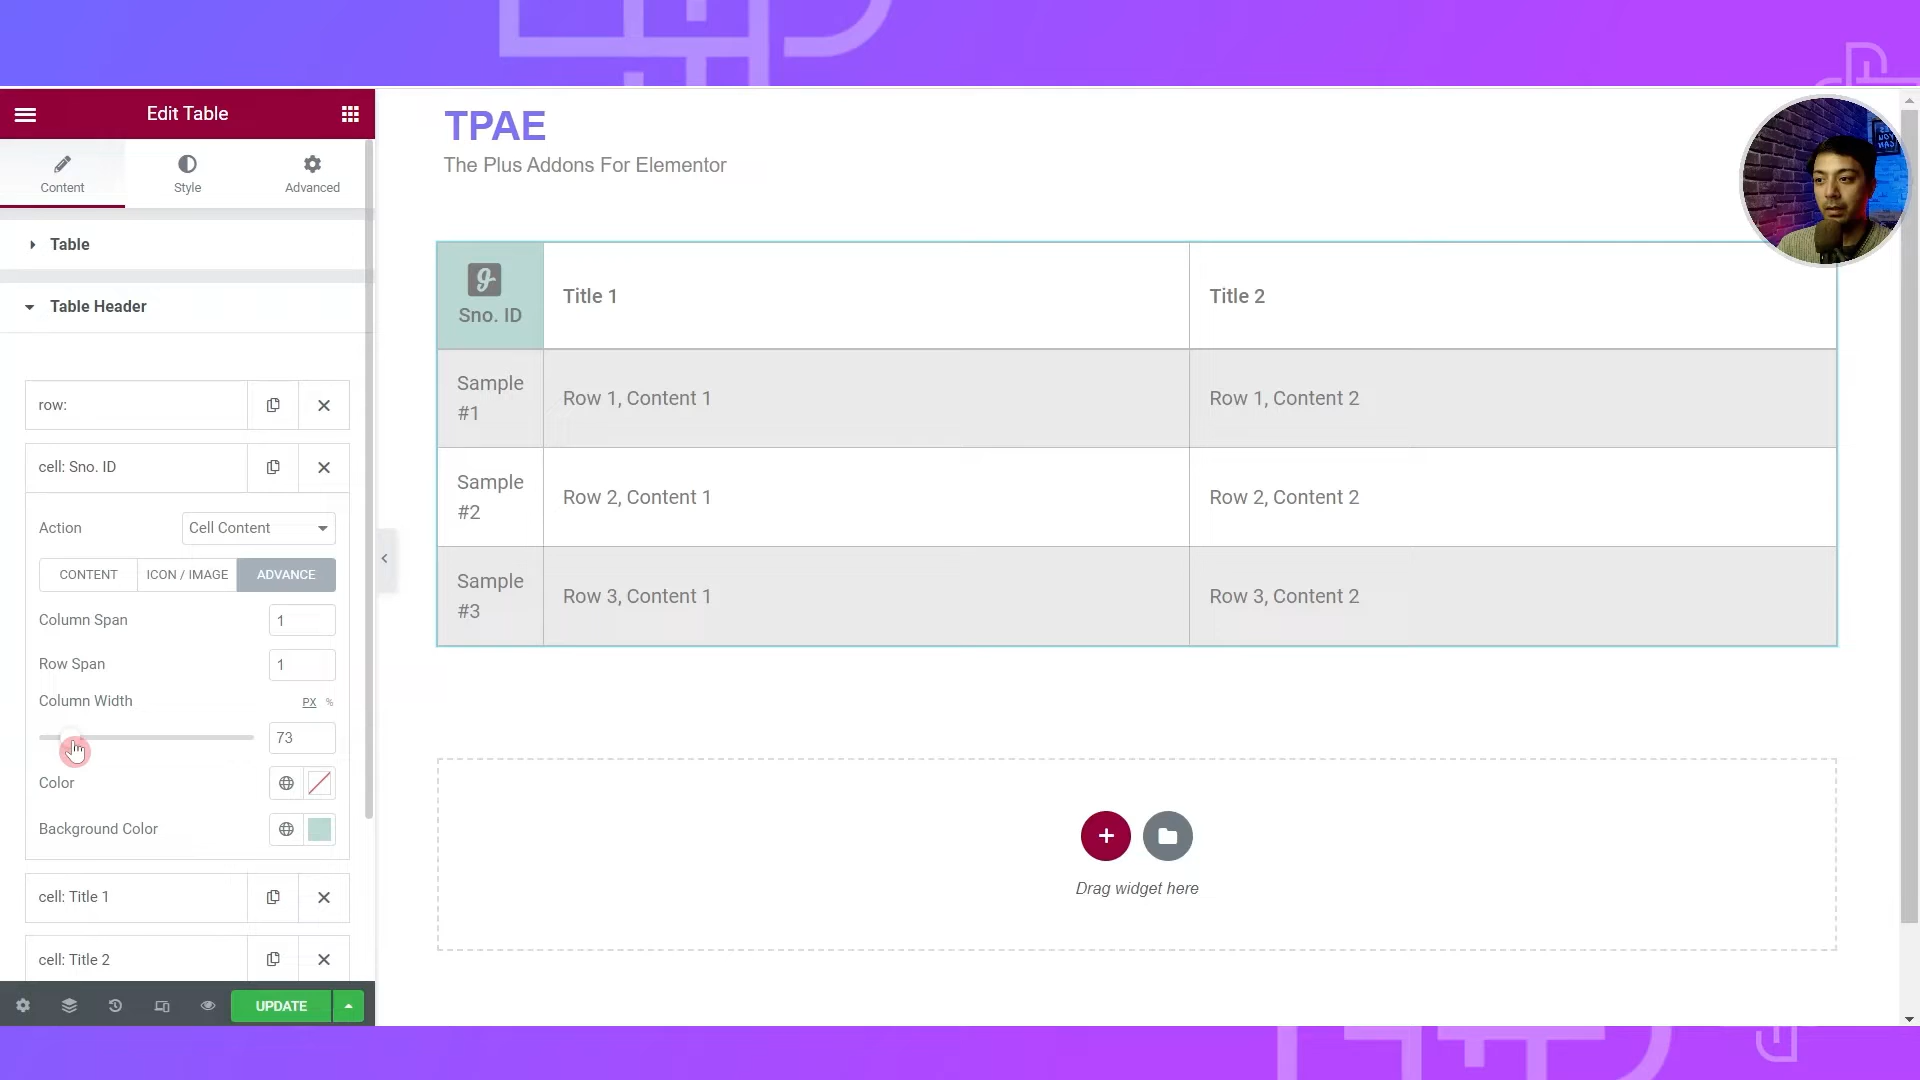 Edit Table
Content
Style
Advanced
Table
Table Header
row:
cell: Sno. ID
Action
Cell Content
CONTENT
ICON / IMAGE
ADVANCE
Column Span
1
Row Span
1
Column Width
PX %
73
Color
Background Color
cell: Title 1
cell: Title 2
UPDATE
TPAE
The Plus Addons For Elementor
Sno. ID
Title 1
Title 2
Sample
#1
Row 1, Content 1
Row 1, Content 2
Sample
#2
Row 2, Content 1
Row 2, Content 2
Sample
#3
Row 3, Content 1
Row 3, Content 2
Drag widget here